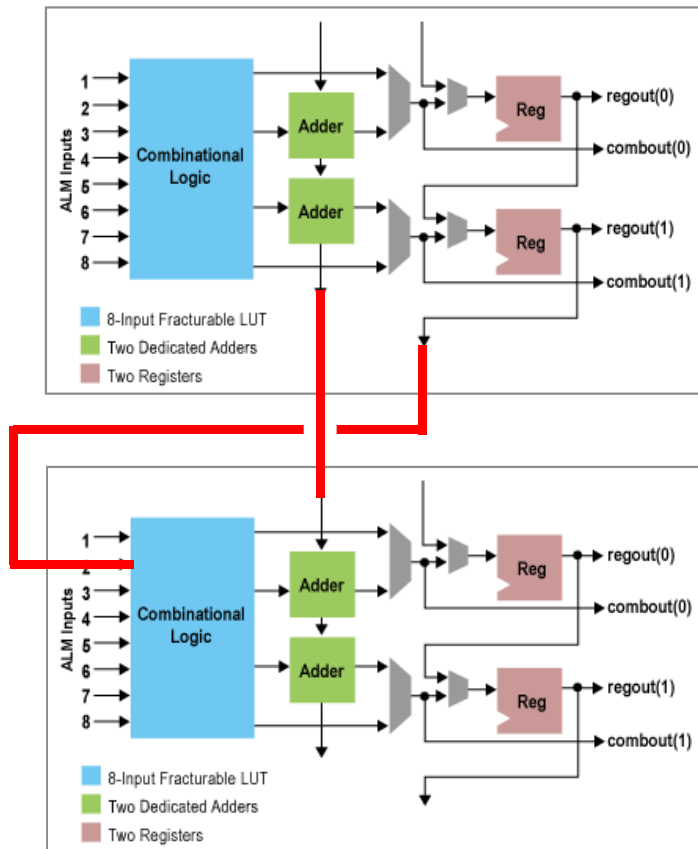 1
2
3
4
5
6
7
8
ALM Inputs
Combinational
Logic
Adder
Adder
Reg
Reg
regout(0)
combout(0)
regout(1)
combout(1)
8-Input Fracturable LUT
Two Dedicated Adders
Two Registers
1
2
3
4
5
6
7
8
ALM Inputs
Combinational
Logic
Adder
Adder
Reg
Reg
regout(0)
combout(0)
regout(1)
combout(1)
8-Input Fracturable LUT
Two Dedicated Adders
Two Registers